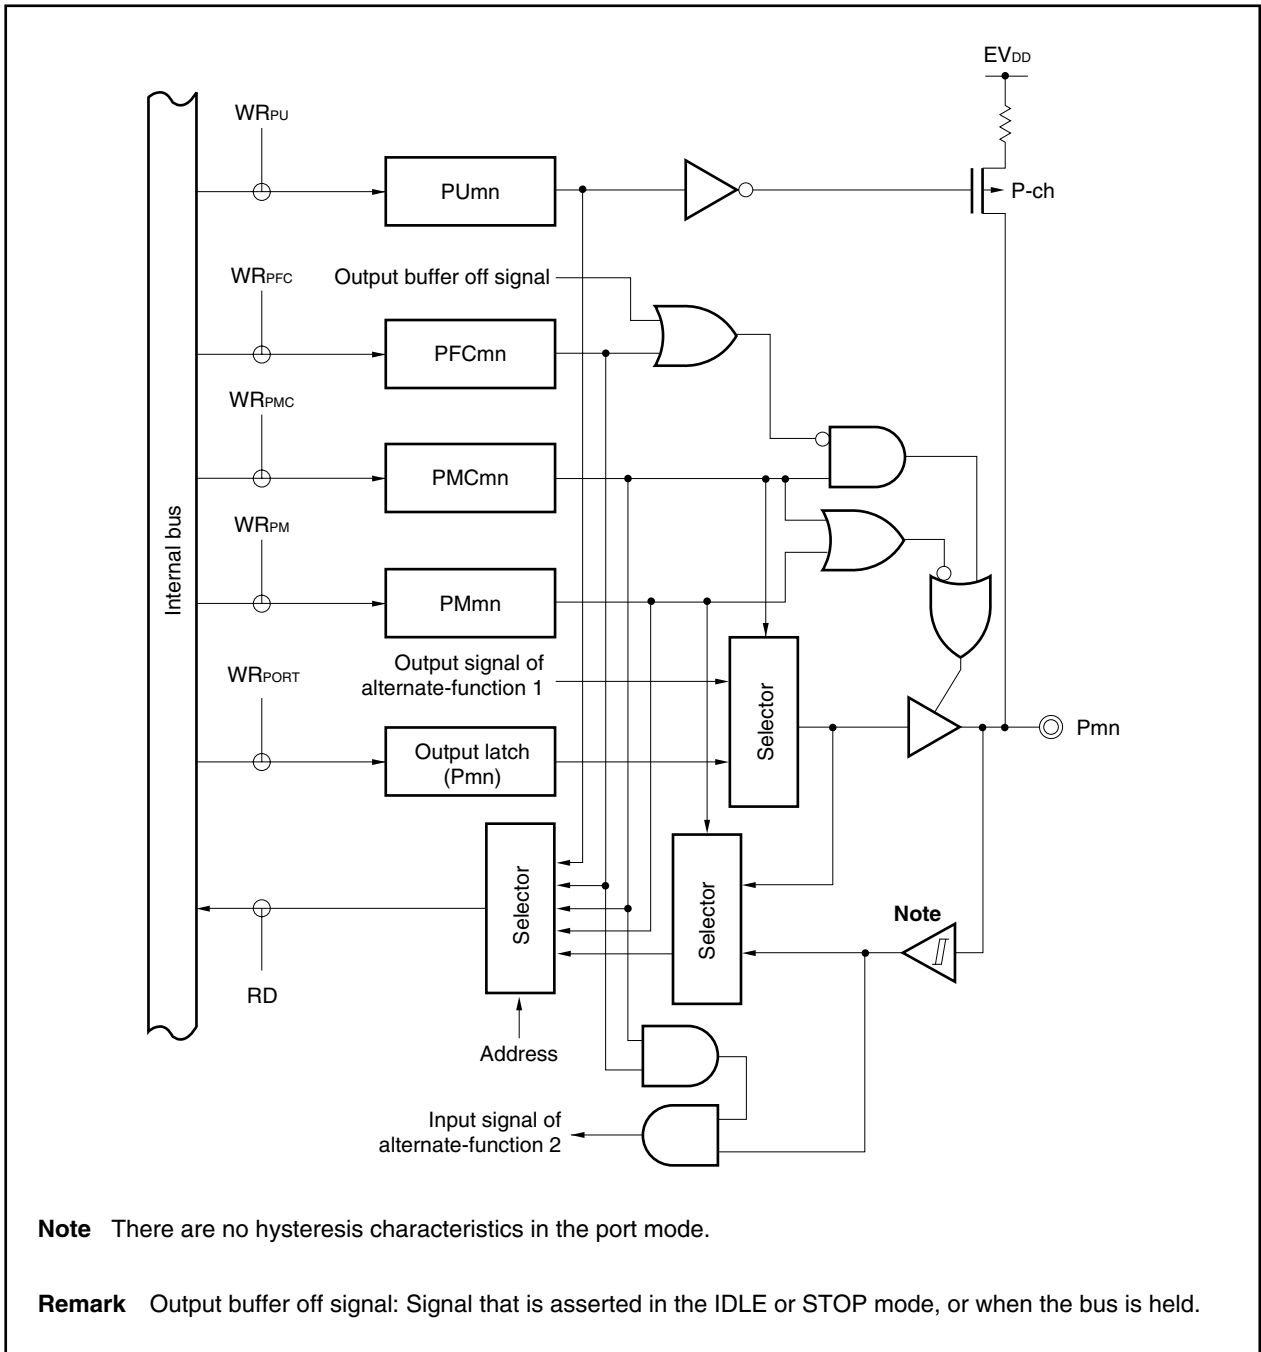 EVDD
WRPU
PUmn
P-ch
WRPFC
Output buffer off signal
PFCmn
WRPMC
PMCmn
WRPM
Internal bus
PMmn
Output signal of
alternate-function 1
WRPORT
Selector
Output latch
(Pmn)
Pmn
Selector
Selector
Note
RD
Address
Input signal of
alternate-function 2
Note There are no hysteresis characteristics in the port mode.
Remark Output buffer off signal: Signal that is asserted in the IDLE or STOP mode, or when the bus is held.